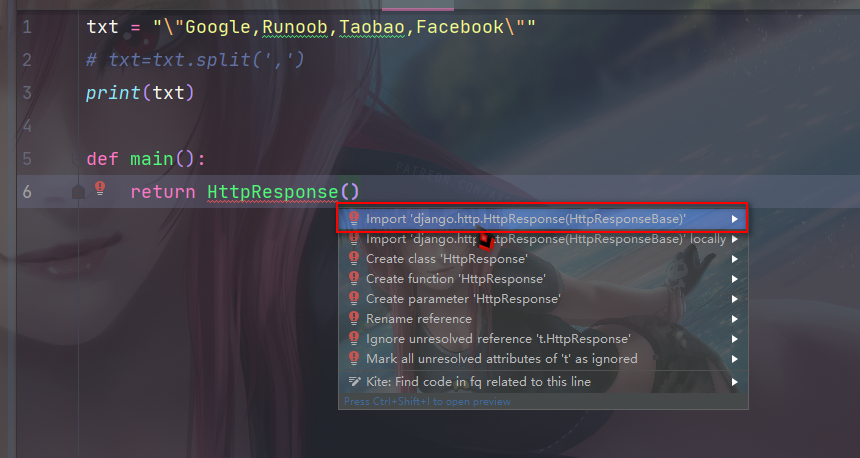 1 txt = "\"Google,Runoob,Taobao,Facebook\""
2 # txt=txt.split(',')
3 print(txt)
4
5 def main():
6 return HttpResponse()
Import 'django.http.HttpResponse(HttpResponseBase)'
Import 'django.http.HttpResponse(HttpResponseBase)' locally
Create class 'HttpResponse'
Create function 'HttpResponse'
Create parameter 'HttpResponse'
Rename reference
Ignore unresolved reference 't.HttpResponse'
Mark all unresolved attributes of 't' as ignored
Kite: Find code in fq related to this line
Press Ctrl+Shift+I to open preview